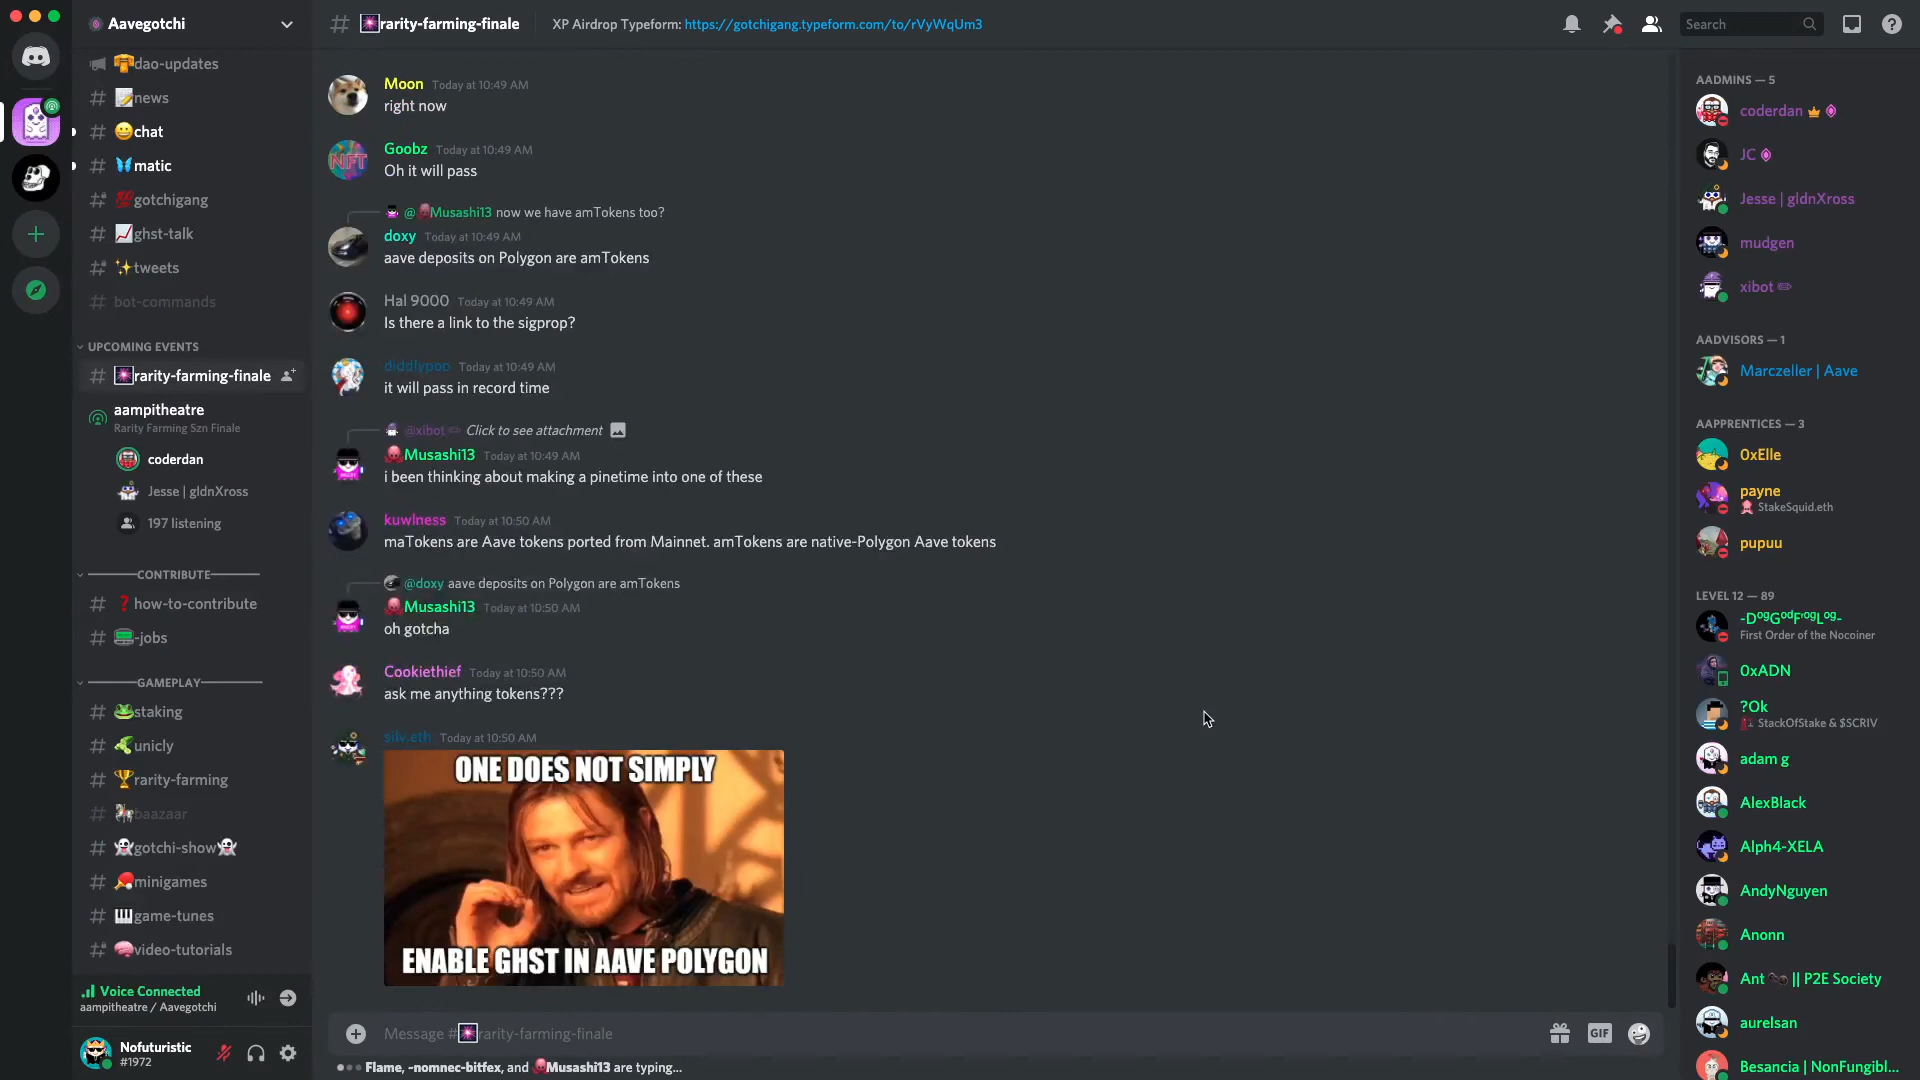 Aavegotchi
dao-updates
news
chat
matic
gotchigang
ghst-talk
tweets
bot-commands
UPCOMING EVENTS
rarity-farming-finale
aampitheatre
Rarity Farming Szn Finale
coderdan
Jesse | gldnXross
197 listening
CONTRIBUTE
how-to-contribute
-jobs
GAMEPLAY
staking
unicly
rarity-farming
baazaar
gotchi-show
minigames
game-tunes
video-tutorials
Voice Connected
aampitheatre / Aavegotchi
Nofuturistic
#1972
rarity-farming-finale
XP Airdrop Typeform: https://gotchigang.typeform.com/to/rVyWqUm3
Search
Moon Today at 10:49 AM
right now
Goobz Today at 10:49 AM
Oh it will pass
@Musashi13 now we have amTokens too?
doxy Today at 10:49 AM
aave deposits on Polygon are amTokens
Hal 9000 Today at 10:49 AM
Is there a link to the sigprop?
diddlypoo Today at 10:49 AM
it will pass in record time
@xibot Click to see attachment
Musashi13 Today at 10:49 AM
i been thinking about making a pinetime into one of these
kuwlness Today at 10:50 AM
maTokens are Aave tokens ported from Mainnet. amTokens are native-Polygon Aave tokens
@doxy aave deposits on Polygon are amTokens
Musashi13 Today at 10:50 AM
oh gotcha
Cookiethief Today at 10:50 AM
ask me anything tokens???
silv.eth Today at 10:50 AM
ONE DOES NOT SIMPLY
ENABLE GHST IN AAVE POLYGON
Message #rarity-farming-finale
GIF
Flame, -nomnec-bitfex, and Musashi13 are typing...
AADMINS — 5
coderdan
JC
Jesse | gldnXross
mudgen
xibot
AADVISORS — 1
Marczeller | Aave
AAPPRENTICES — 3
0xElle
payne
StakeSquid.eth
pupuu
LEVEL 12 — 89
-DᵒᵍGᵒᵈFʳᵒᵍLᵒᵍ-
First Order of the Nocoiner
0xADN
?Ok
StackOfStake & $SCRIV
adam g
AlexBlack
Alph4-XELA
AndyNguyen
Anonn
Ant || P2E Society
aurelsan
Besancia | NonFungibl...